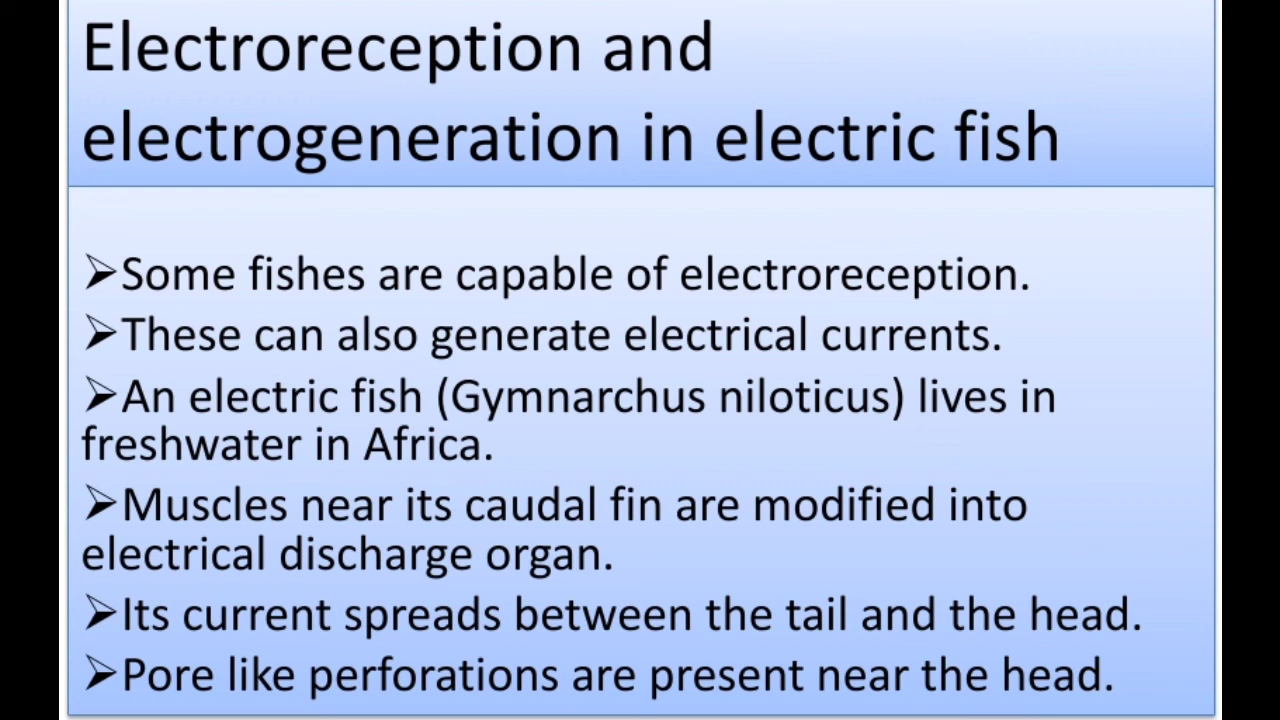 Electroreception and
electrogeneration in electric fish
➢Some fishes are capable of electroreception.
➢These can also generate electrical currents.
➢An electric fish (Gymnarchus niloticus) lives in
freshwater in Africa.
➢Muscles near its caudal fin are modified into
electrical discharge organ.
➢Its current spreads between the tail and the head.
➢Pore like perforations are present near the head.